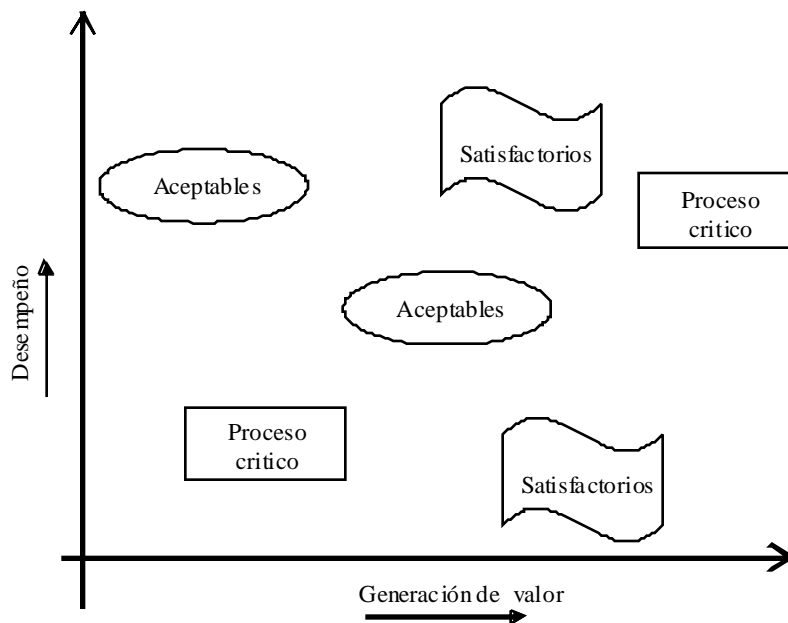 Satisfactorios
Aceptables
Proceso
critico
Aceptables
Desempeño
Proceso
critico
Satisfactorios
Generación de valor